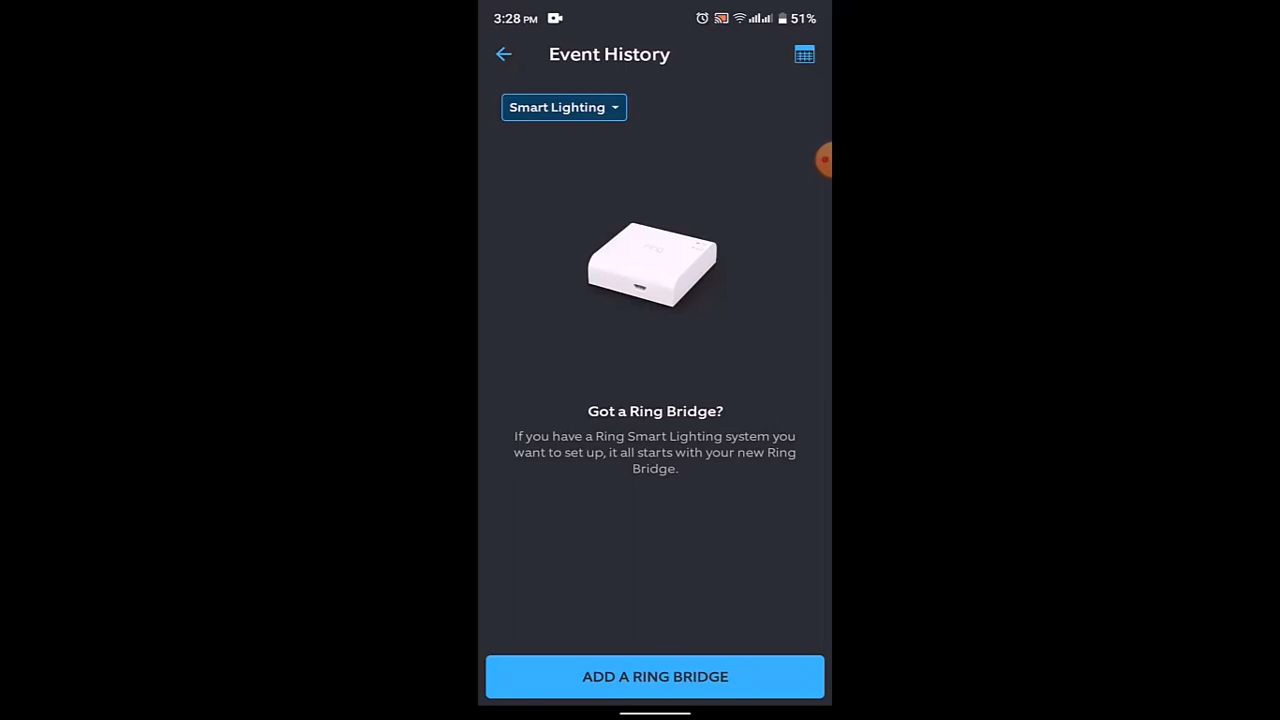 3:28 PM 51%
Event History
Smart Lighting
ring
Got a Ring Bridge?
If you have a Ring Smart Lighting system you
want to set up, it all starts with your new Ring
Bridge.
ADD A RING BRIDGE